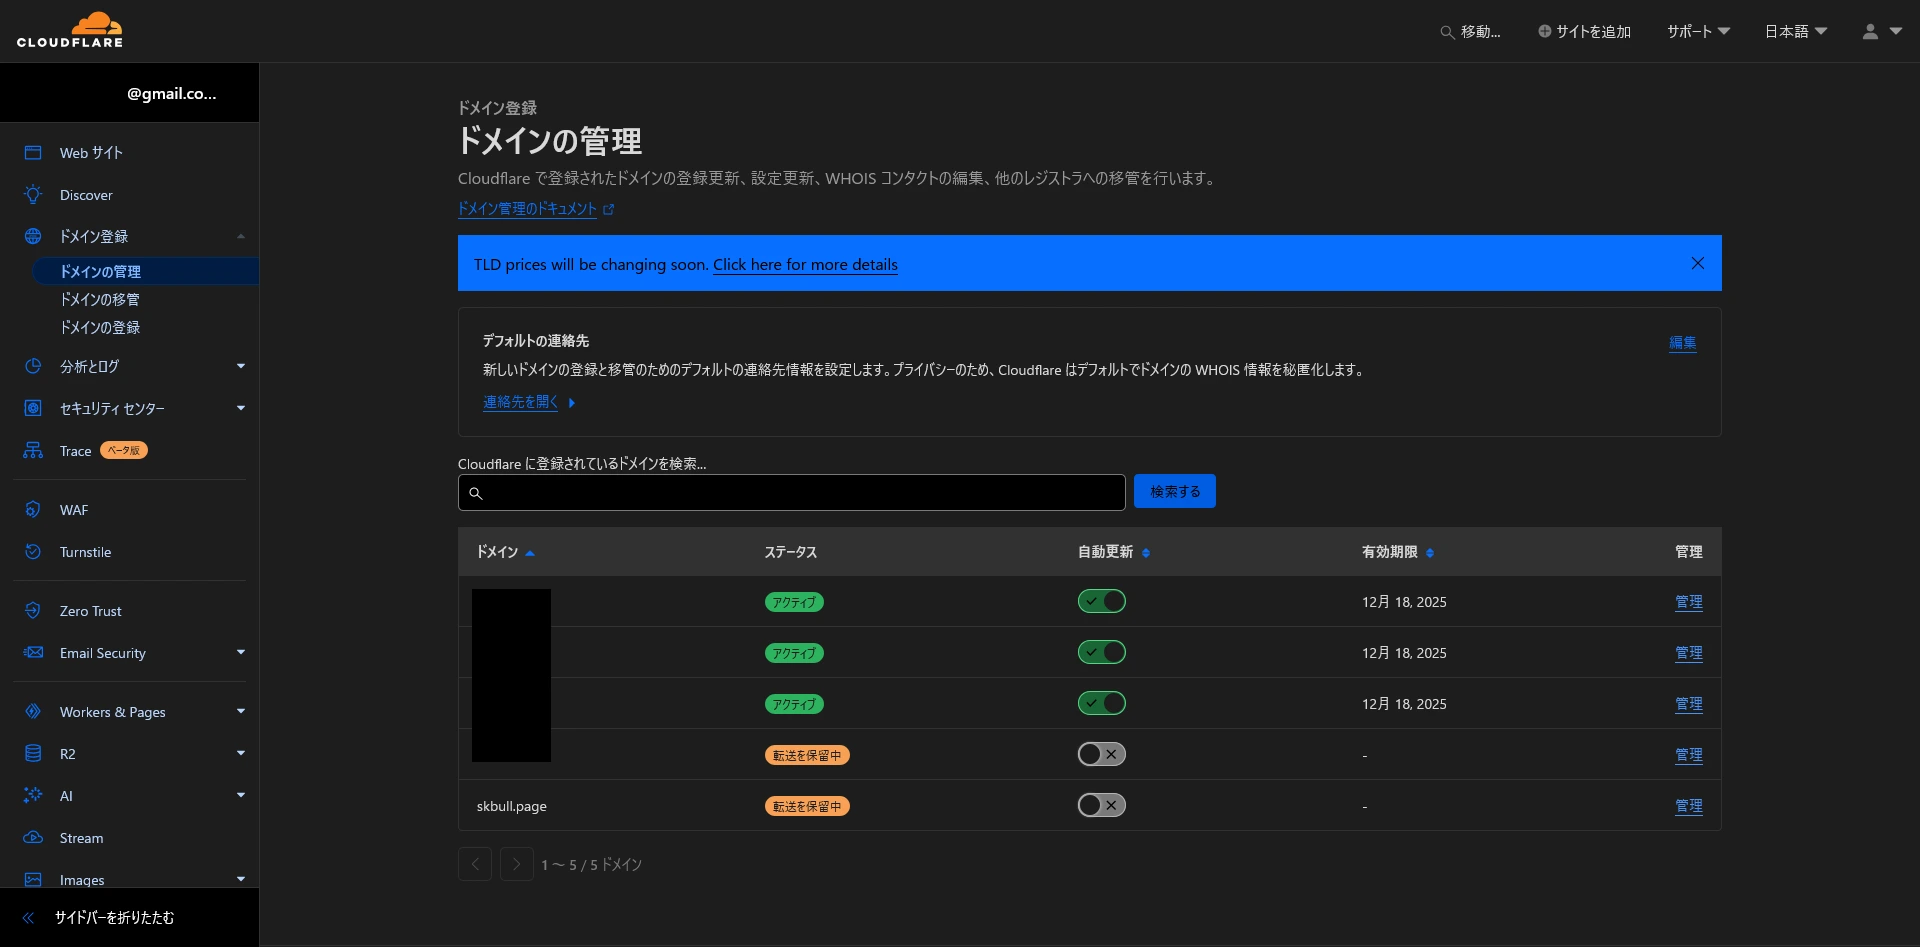 CLOUDFLARE
移動...
サイトを追加
サポート
日本語
@gmail.co...
Web サイト
Discover
ドメイン登録
ドメインの管理
ドメインの移管
ドメインの登録
分析とログ
セキュリティ センター
Trace ベータ版
WAF
Turnstile
Zero Trust
Email Security
Workers & Pages
R2
AI
Stream
Images
サイドバーを折りたたむ
ドメイン登録
ドメインの管理
Cloudflare で登録されたドメインの登録更新、設定更新、WHOIS コンタクトの編集、他のレジストラへの移管を行います。
ドメイン管理のドキュメント
TLD prices will be changing soon. Click here for more details
デフォルトの連絡先
編集
新しいドメインの登録と移管のためのデフォルトの連絡先情報を設定します。プライバシーのため、Cloudflare はデフォルトでドメインの WHOIS 情報を秘匿化します。
連絡先を開く
Cloudflare に登録されているドメインを検索...
検索する
ドメイン ステータス 自動更新 有効期限 管理
アクティブ 12月 18, 2025 管理
アクティブ 12月 18, 2025 管理
アクティブ 12月 18, 2025 管理
転送を保留中 - 管理
skbull.page 転送を保留中 - 管理
1 ～ 5 / 5 ドメイン